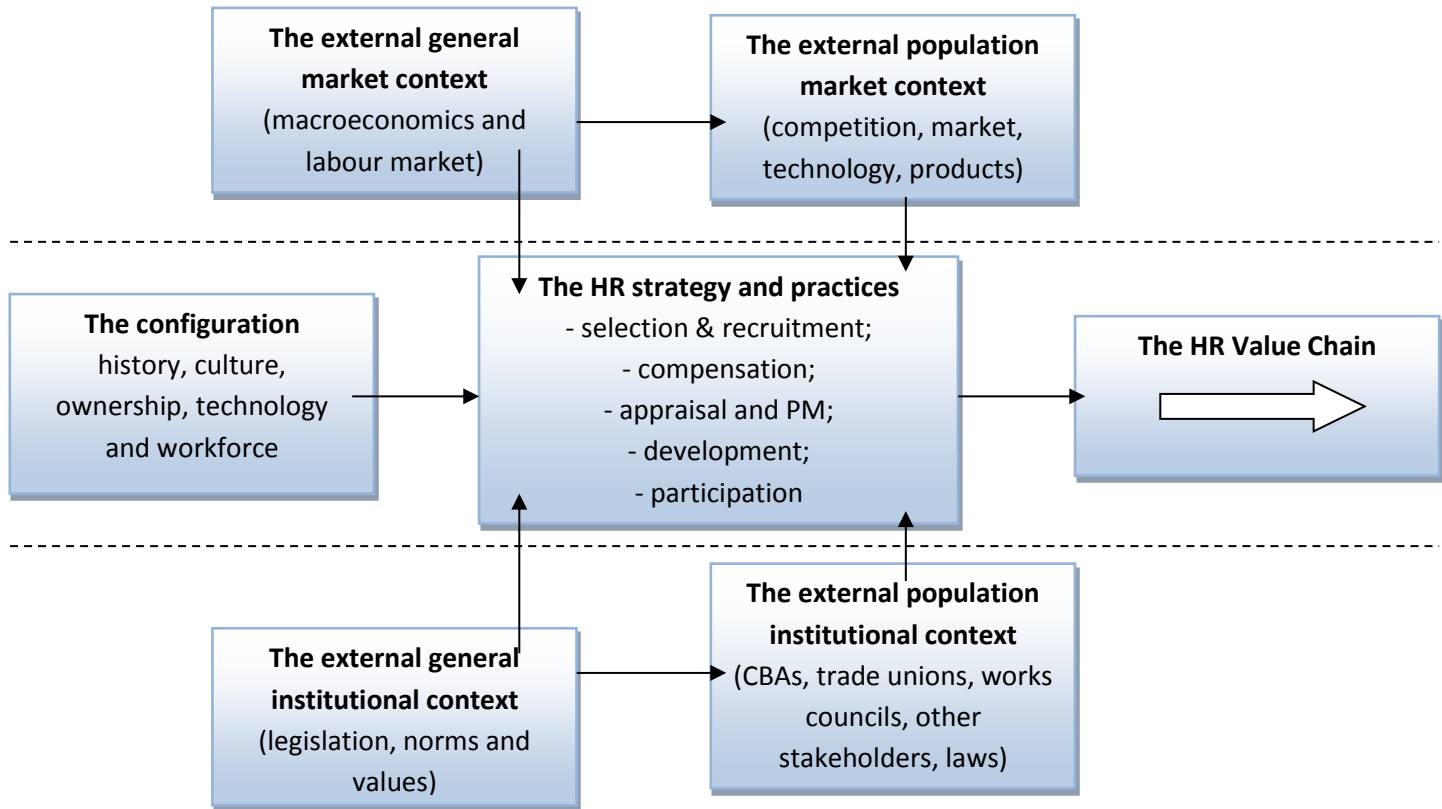 The external general
market context
(macroeconomics and
labour market)
The external population
market context
(competition, market,
technology, products)
The configuration
history, culture,
ownership, technology
and workforce
The HR strategy and practices
- selection & recruitment;
- compensation;
- appraisal and PM;
- development;
- participation
The HR Value Chain
The external general
institutional context
(legislation, norms and
values)
The external population
institutional context
(CBAs, trade unions, works
councils, other
stakeholders, laws)